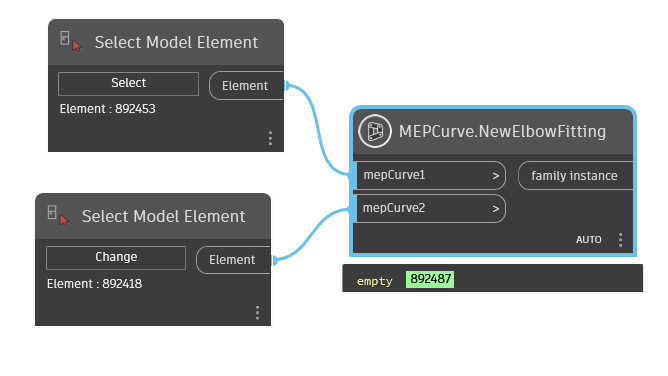 Select Model Element
Select
Element
Element : 892453
Select Model Element
Change
Element
Element : 892418
MEPCurve.NewElbowFitting
mepCurve1 >
family instance
mepCurve2 >
AUTO
empty 892487